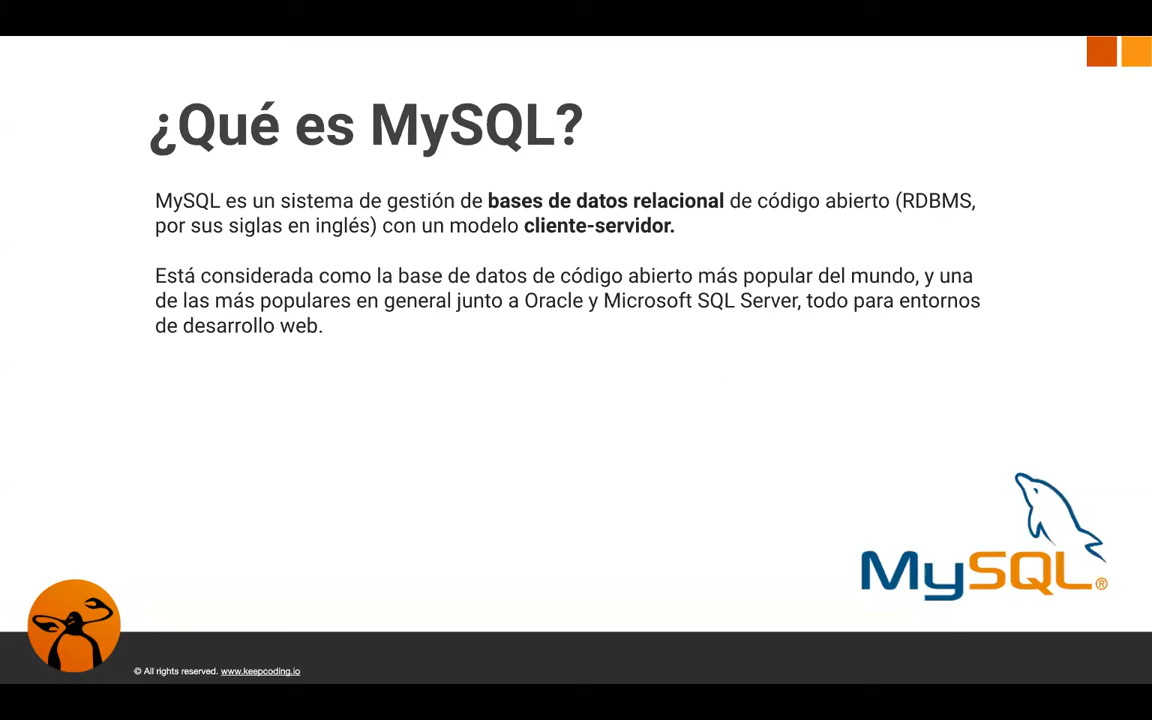 ¿Qué es MySQL?
MySQL es un sistema de gestión de bases de datos relacional de código abierto (RDBMS,
por sus siglas en inglés) con un modelo cliente-servidor.
Está considerada como la base de datos de código abierto más popular del mundo, y una
de las más populares en general junto a Oracle y Microsoft SQL Server, todo para entornos
de desarrollo web.
MySQL®
© All rights reserved. www.keepcoding.io